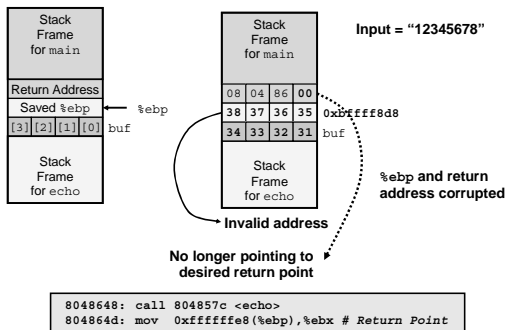 Stack
Frame
for main
Return Address
Saved %ebp
%ebp
[3] [2] [1] [0] buf
Stack
Frame
for echo
Input = “12345678”
Stack
Frame
for main
08 04 86 00
38 37 36 35 0xbffff8d8
34 33 32 31 buf
Stack
Frame
for echo
%ebp and return
address corrupted
Invalid address
No longer pointing to
desired return point
8048648: call 804857c <echo>
804864d: mov 0xffffffe8(%ebp),%ebx # Return Point